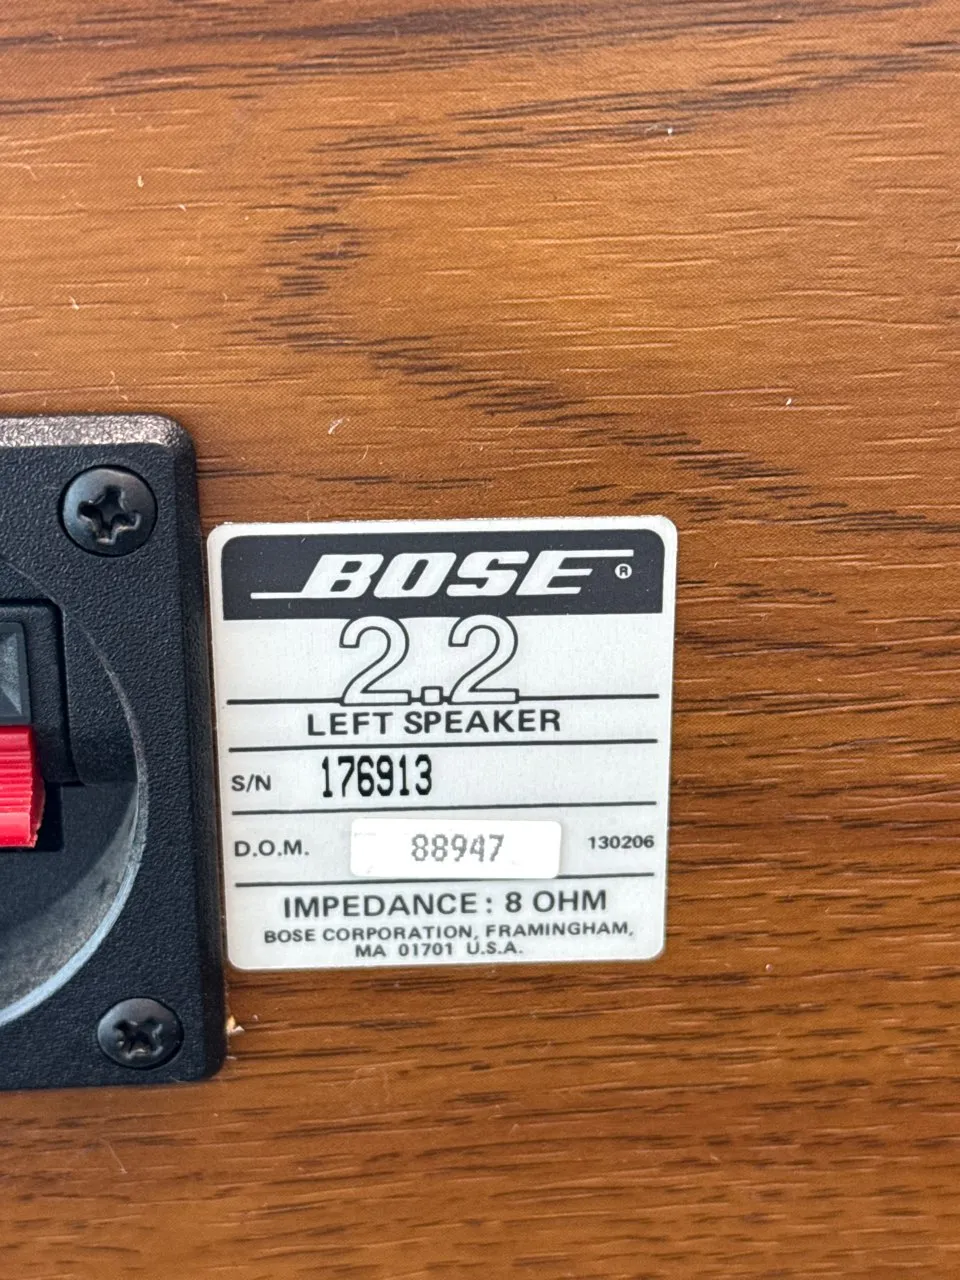 BOSE ®
2.2
LEFT SPEAKER
S/N 176913
D.O.M. 88947 130206
IMPEDANCE: 8 OHM
BOSE CORPORATION, FRAMINGHAM,
MA 01701 U.S.A.